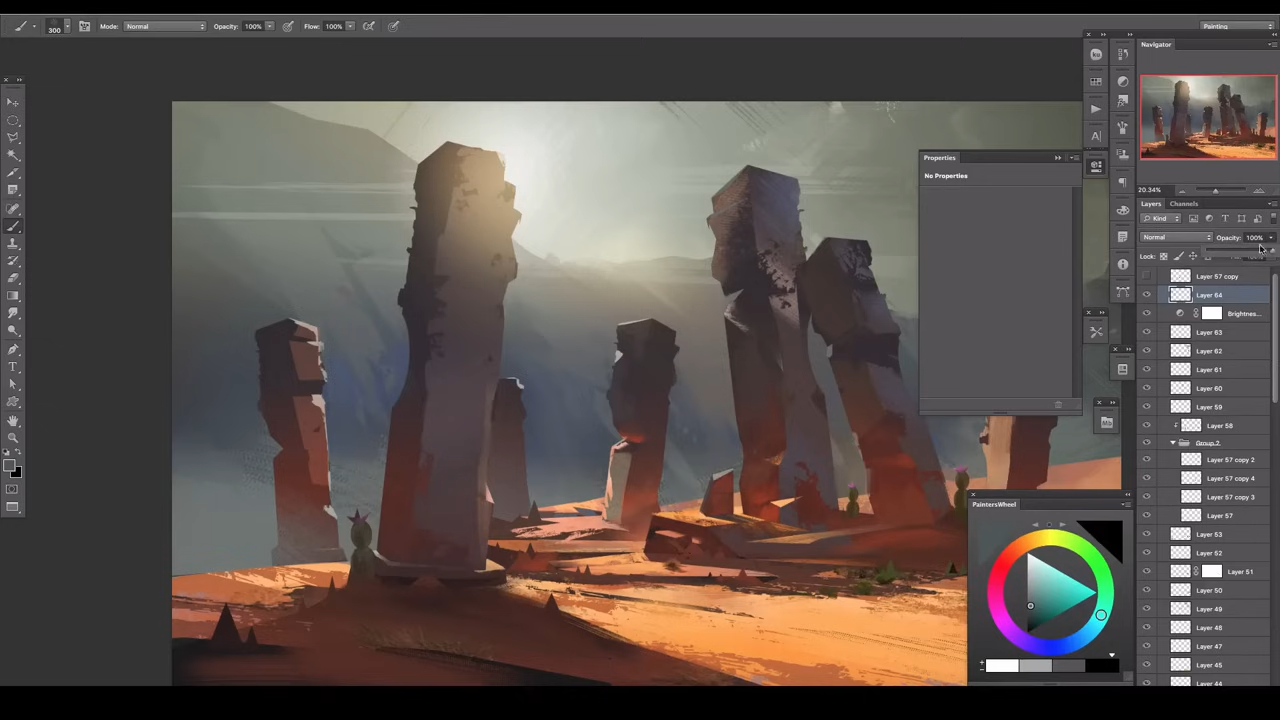 300
Mode: Normal
Opacity: 100%
Flow: 100%
Painting
Navigator
20.34%
Properties
No Properties
Layers
Channels
Kind
Normal
Opacity: 100%
Lock:
Layer 57 copy
Layer 64
Brightnes...
Layer 63
Layer 62
Layer 61
Layer 60
Layer 59
Layer 58
Group 2
Layer 57 copy 2
Layer 57 copy 4
Layer 57 copy 3
Layer 57
Layer 53
Layer 52
Layer 51
Layer 50
Layer 49
Layer 48
Layer 47
Layer 45
Layer 44
PaintersWheel